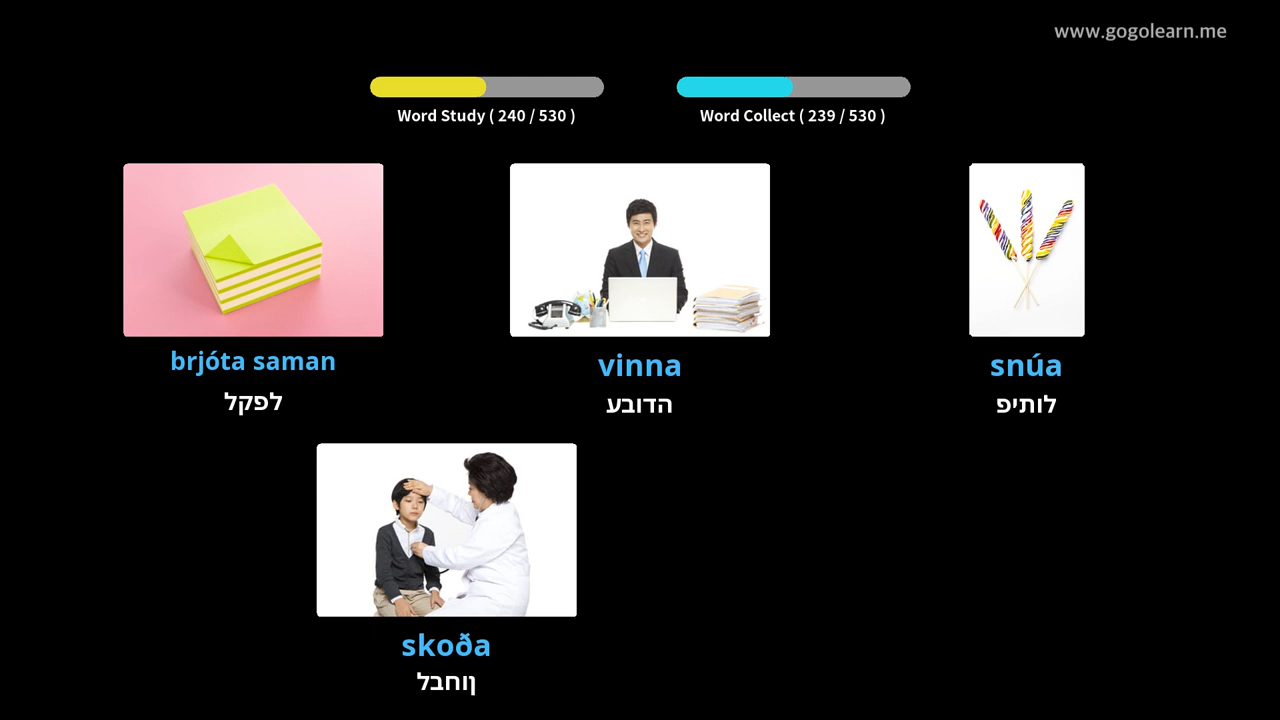 www.gogolearn.me
Word Study ( 240 / 530 )
Word Collect ( 239 / 530 )
brjóta saman
לפקל
vinna
הדובע
snúa
לותיפ
skoða
ןוחבל